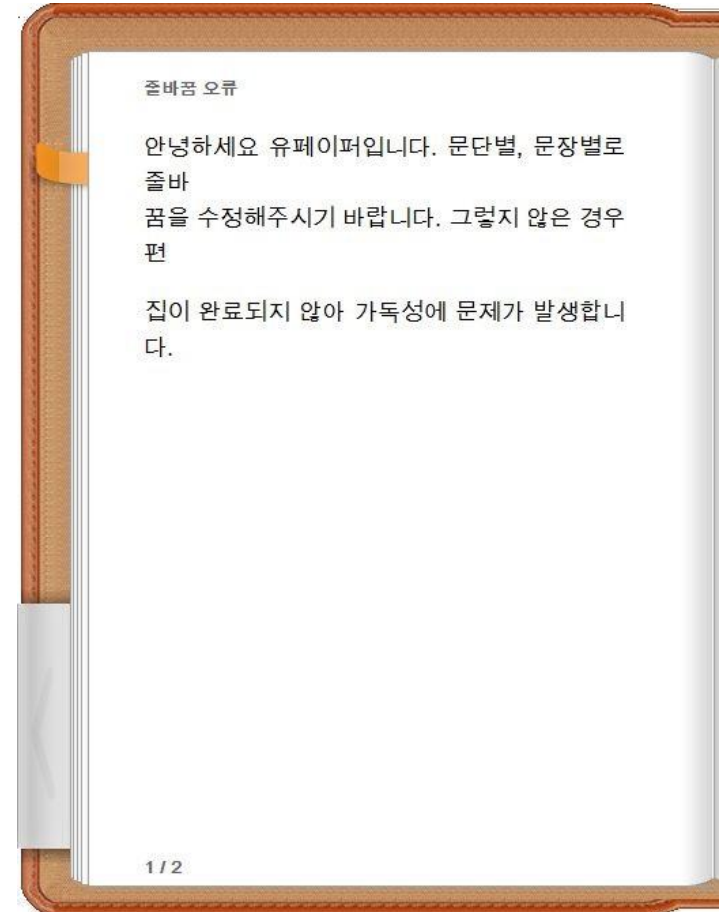 줄바꿈 오류
안녕하세요 유페이퍼입니다. 문단별, 문장별로
줄바
꿈을 수정해주시기 바랍니다. 그렇지 않은 경우
편
집이 완료되지 않아 가독성에 문제가 발생합니
다.
1 / 2